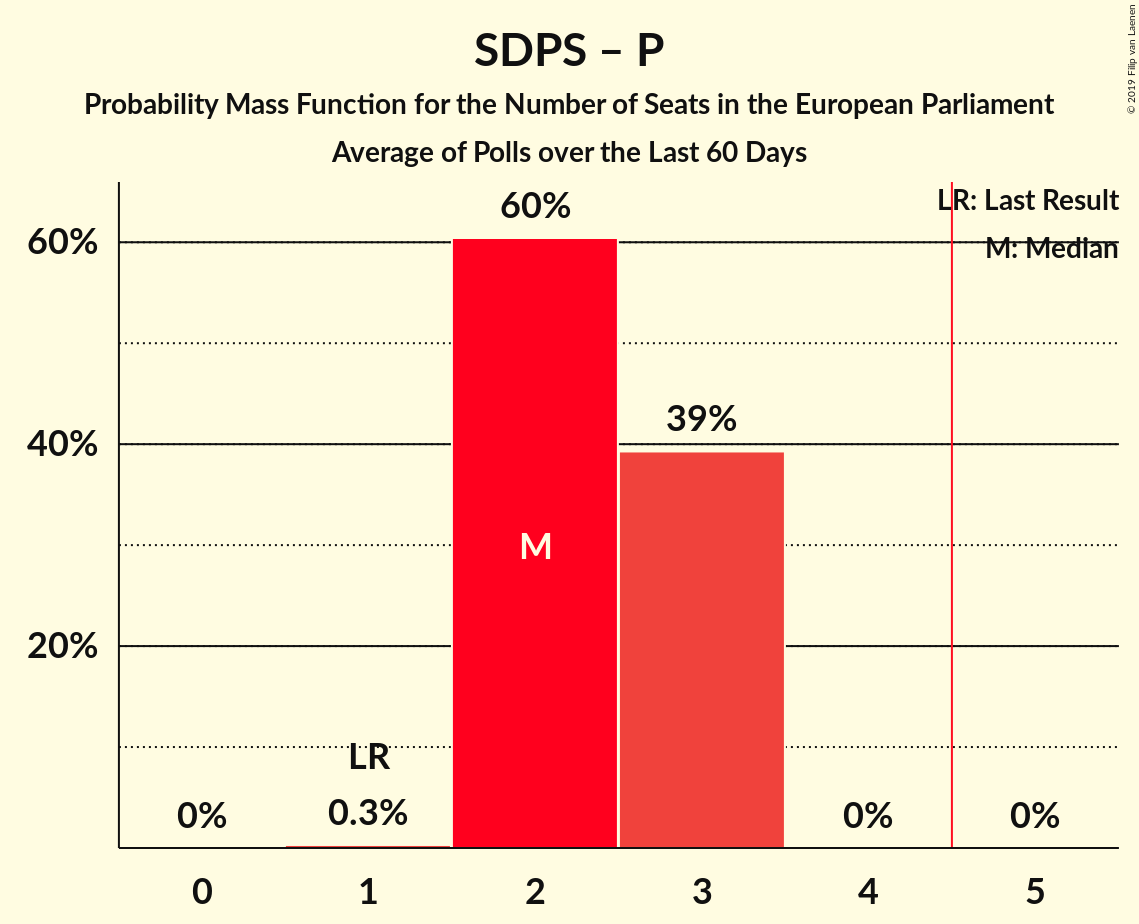 SDPS – P
Probability Mass Function for the Number of Seats in the European Parliament
Average of Polls over the Last 60 Days
© 2019 Filip van Laenen
LR: Last Result
M: Median
60%
40%
20%
0%
LR
0.3%
60%
M
39%
0%
0%
0 1 2 3 4 5